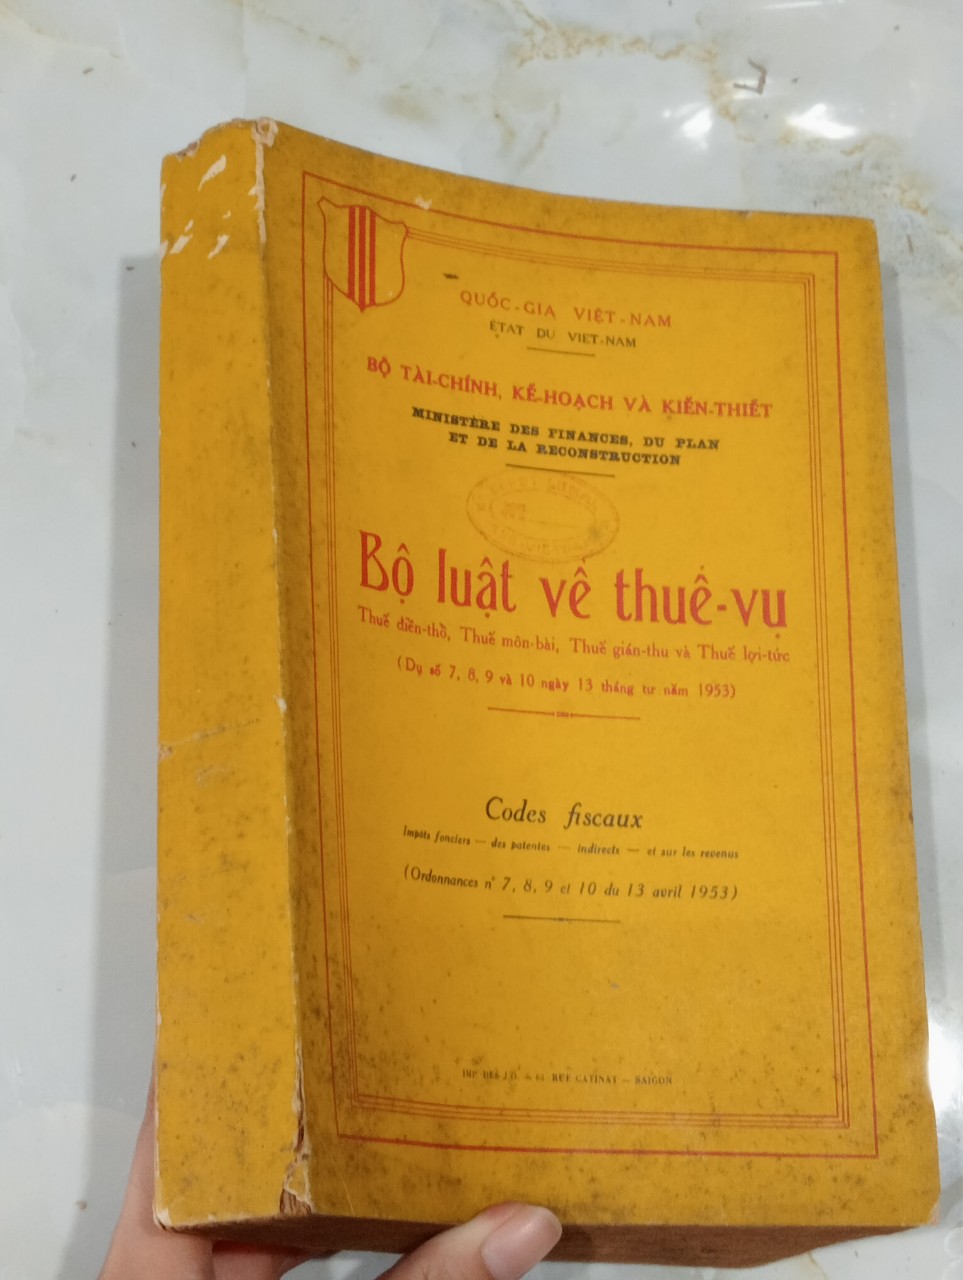 QUỐC-GIA VIỆT-NAM
ÉTAT DU VIET-NAM
BỘ TÀI-CHÍNH, KẾ-HOẠCH VÀ KIẾN-THIẾT
MINISTÈRE DES FINANCES, DU PLAN
ET DE LA RECONSTRUCTION
Bộ luật về thuế-vụ
Thuế điền-thổ, Thuế môn-bài, Thuế gián-thu và Thuế lợi-tức
(Dụ số 7, 8, 9 và 10 ngày 13 tháng tư năm 1953)
Codes fiscaux
Impôts fonciers — des patentes — indirects — et sur les revenus
(Ordonnances n° 7, 8, 9 et 10 du 13 avril 1953)
IMP. DES J.O. RUE CATINAT — SAIGON